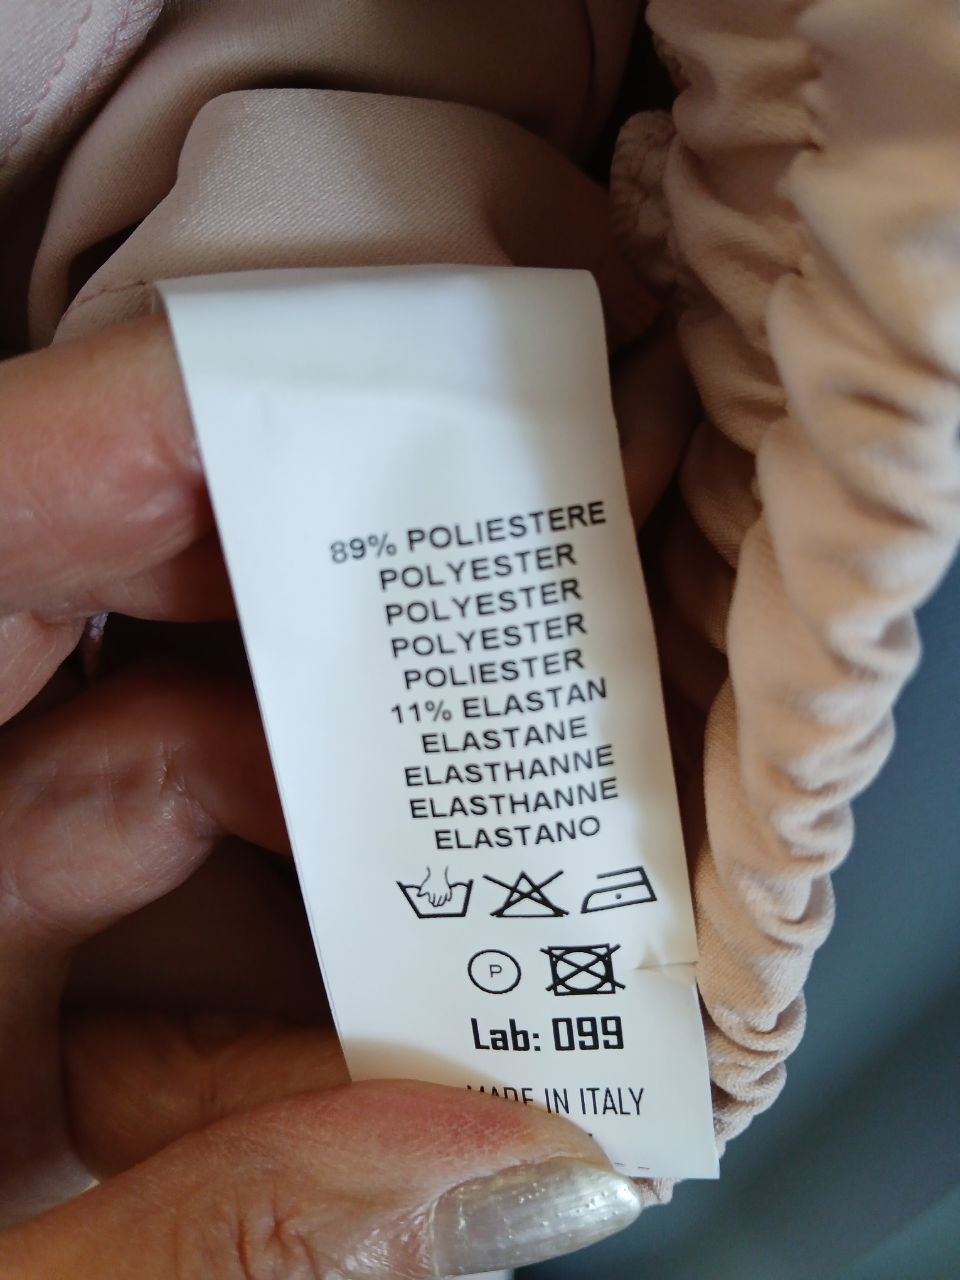 89% POLIESTERE
POLYESTER
POLYESTER
POLYESTER
POLIESTER
11% ELASTAN
ELASTANE
ELASTHANNE
ELASTHANNE
ELASTANO
P
Lab: 099
MADE IN ITALY